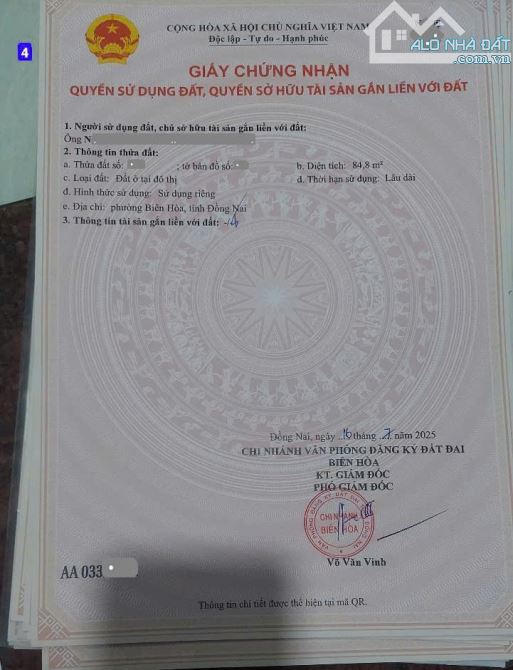 4
CỘNG HÒA XÃ HỘI CHỦ NGHĨA VIỆT NAM
Độc lập - Tự do - Hạnh phúc
ALO NHÀ ĐẤT
.com.vn
GIẤY CHỨNG NHẬN
QUYỀN SỬ DỤNG ĐẤT, QUYỀN SỞ HỮU TÀI SẢN GẮN LIỀN VỚI ĐẤT
1. Người sử dụng đất, chủ sở hữu tài sản gắn liền với đất:
Ông N
2. Thông tin thửa đất:
a. Thửa đất số: ; tờ bản đồ số: b. Diện tích: 84,8 m²
c. Loại đất: Đất ở tại đô thị d. Thời hạn sử dụng: Lâu dài
đ. Hình thức sử dụng: Sử dụng riêng
e. Địa chỉ: phường Biên Hòa, tỉnh Đồng Nai
3. Thông tin tài sản gắn liền với đất: -/-
Đồng Nai, ngày 16 tháng 7 năm 2025
CHI NHÁNH VĂN PHÒNG ĐĂNG KÝ ĐẤT ĐAI
BIÊN HÒA
KT. GIÁM ĐỐC
PHÓ GIÁM ĐỐC
CHI NHÁNH
BIÊN HÒA
Võ Văn Vinh
AA 033
Thông tin chi tiết được thể hiện tại mã QR.